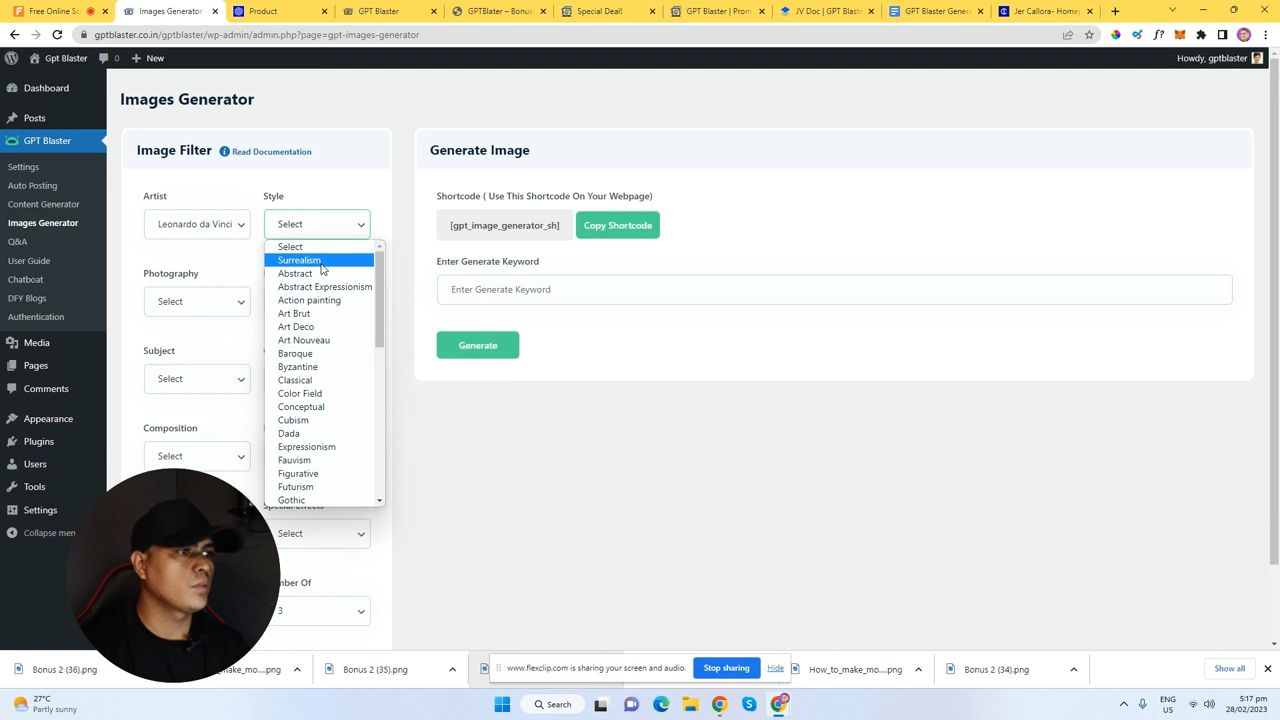 Free Online Scr
Images Generator
Product
GPT Blaster
GPTBlater – Bonus
Special Deal!
GPT Blaster | Prom
JV Doc | GPT Blast
GPT Blaster Genera
Jer Callora- Homep
gptblaster.co.in/gptblaster/wp-admin/admin.php?page=gpt-images-generator
Gpt Blaster
0
New
Howdy, gptblaster
Dashboard
Posts
GPT Blaster
Settings
Auto Posting
Content Generator
Images Generator
Q&A
User Guide
Chatboat
DFY Blogs
Authentication
Media
Pages
Comments
Appearance
Plugins
Users
Tools
Settings
Collapse menu
Images Generator
Image Filter
Read Documentation
Artist
Style
Leonardo da Vinci
Select
Select
Surrealism
Abstract
Abstract Expressionism
Action painting
Art Brut
Art Deco
Art Nouveau
Baroque
Byzantine
Classical
Color Field
Conceptual
Cubism
Dada
Expressionism
Fauvism
Figurative
Futurism
Gothic
Photography
Select
Subject
Select
Composition
Select
Special Effects
Select
mber Of
3
Generate Image
Shortcode ( Use This Shortcode On Your Webpage)
[gpt_image_generator_sh]
Copy Shortcode
Enter Generate Keyword
Enter Generate Keyword
Generate
Bonus 2 (36).png
make_mo....png
Bonus 2 (35).png
www.flexclip.com is sharing your screen and audio.
Stop sharing
Hide
How_to_make_mo....png
Bonus 2 (34).png
Show all
27°C
Partly sunny
Search
ENG
US
5:17 pm
28/02/2023